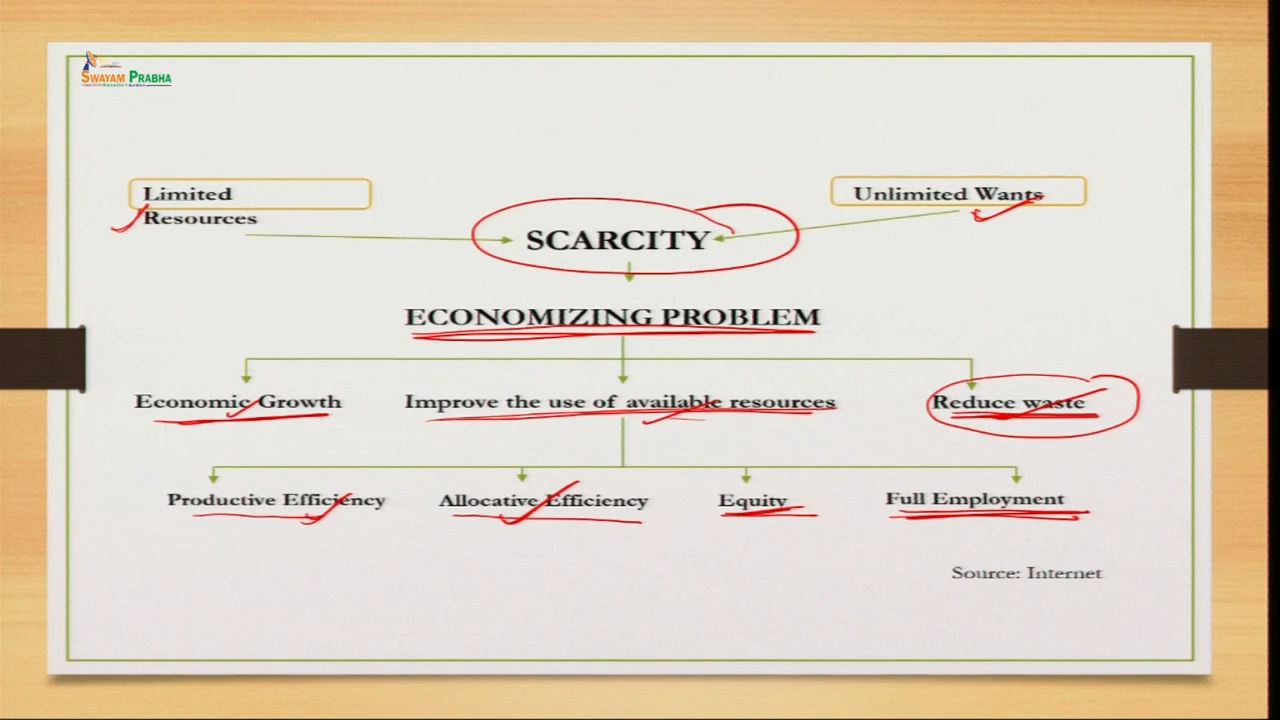 SWAYAM PRABHA
Limited
Resources
Unlimited Wants
SCARCITY
ECONOMIZING PROBLEM
Economic Growth
Improve the use of available resources
Reduce waste
Productive Efficiency
Allocative Efficiency
Equity
Full Employment
Source: Internet